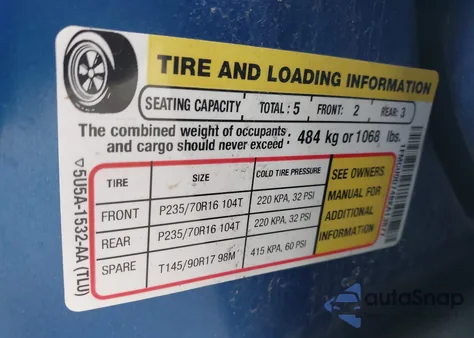 TIRE AND LOADING INFORMATION
SEATING CAPACITY TOTAL : 5 FRONT: 2 REAR: 3
The combined weight of occupants and cargo should never exceed : 484 kg or 1068 lbs.
TIRE SIZE COLD TIRE PRESSURE
FRONT P235/70R16 104T 220 KPA, 32 PSI
REAR P235/70R16 104T 220 KPA, 32 PSI
SPARE T145/90R17 98M 415 KPA, 60 PSI
SEE OWNERS
MANUAL FOR
ADDITIONAL
INFORMATION
5U5A-1532-AA (TLU)
autoSnap